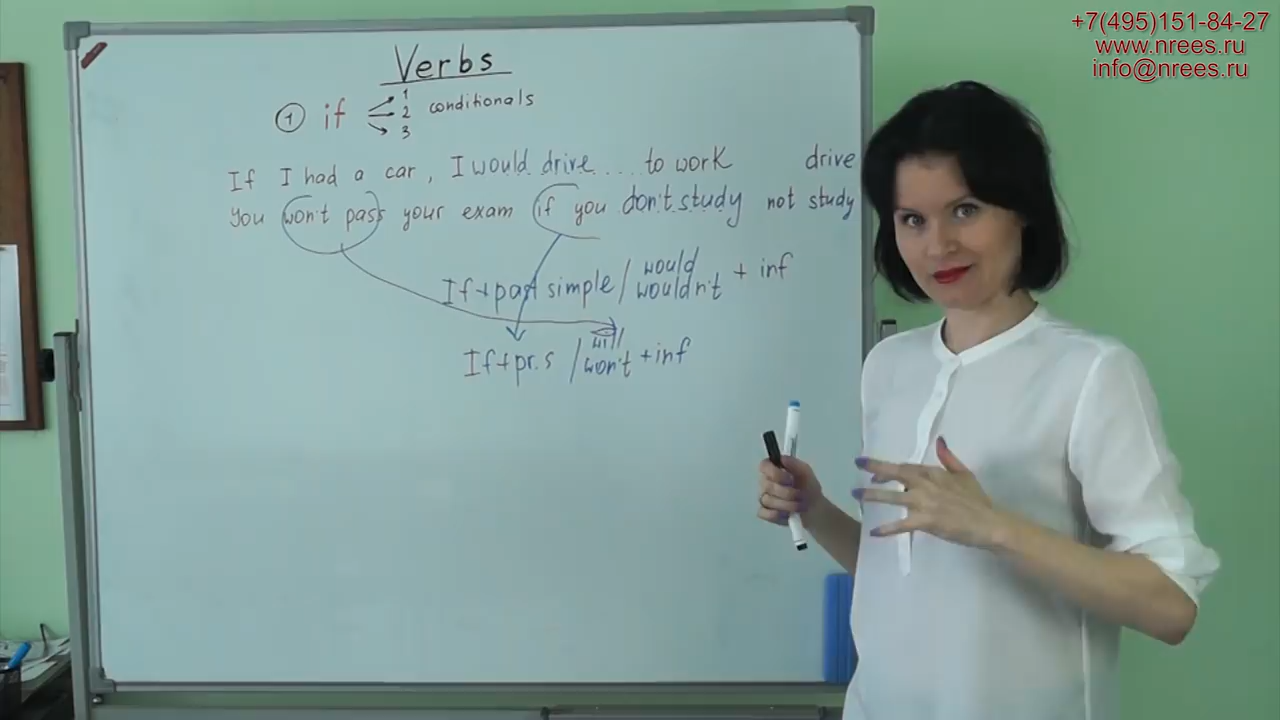 +7(495)151-84-27
www.nrees.ru
info@nrees.ru
Verbs
1 if 1 2 3 conditionals
If I had a car, I would drive.... to work drive
You won't pass your exam if you don't study not study
If+past simple / would wouldn't + inf
If+pr.s / will won't +inf